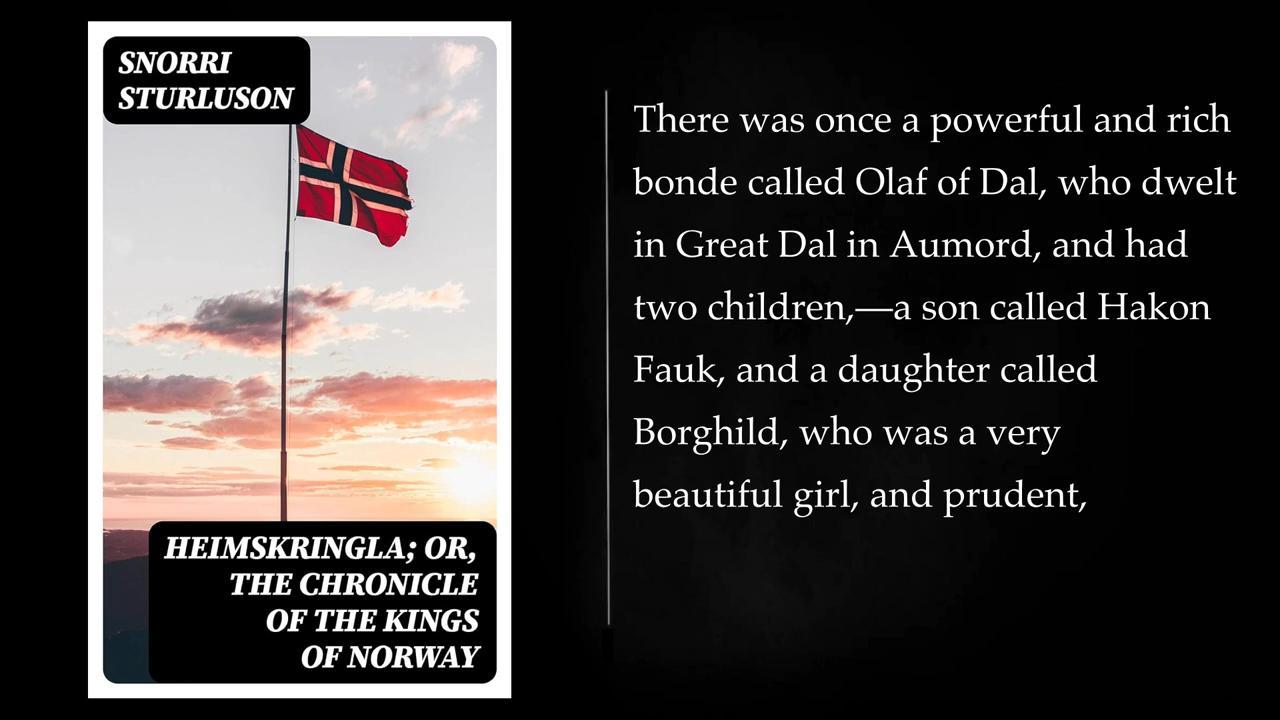 SNORRI
STURLUSON
HEIMSKRINGLA; OR,
THE CHRONICLE
OF THE KINGS
OF NORWAY
There was once a powerful and rich
bonde called Olaf of Dal, who dwelt
in Great Dal in Aumord, and had
two children,—a son called Hakon
Fauk, and a daughter called
Borghild, who was a very
beautiful girl, and prudent,